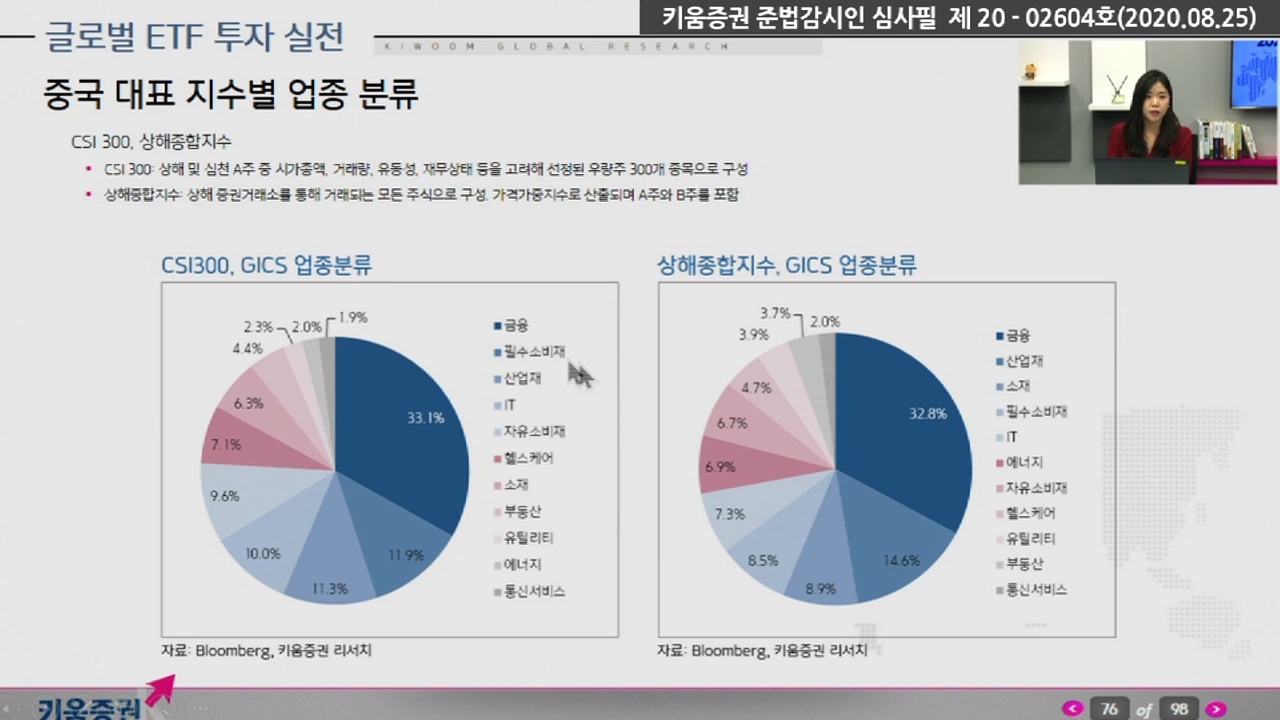 키움증권 준법감시인 심사필 제 20 - 02604호(2020.08.25)
글로벌 ETF 투자 실전
KIWOOM GLOBAL RESEARCH
중국 대표 지수별 업종 분류
CSI 300, 상해종합지수
CSI 300: 상해 및 심천 A주 중 시가총액, 거래량, 유동성, 재무상태 등을 고려해 선정된 우량주 300개 종목으로 구성
상해종합지수: 상해 증권거래소를 통해 거래되는 모든 주식으로 구성. 가격가중지수로 산출되며 A주와 B주를 포함
CSI300, GICS 업종분류
33.1%
11.9%
11.3%
10.0%
9.6%
7.1%
6.3%
4.4%
2.3%
2.0%
1.9%
금융
필수소비재
산업재
IT
자유소비재
헬스케어
소재
부동산
유틸리티
에너지
통신서비스
자료: Bloomberg, 키움증권 리서치
상해종합지수, GICS 업종분류
32.8%
14.6%
8.9%
8.5%
7.3%
6.9%
6.7%
4.7%
3.9%
3.7%
2.0%
금융
산업재
소재
필수소비재
IT
에너지
자유소비재
헬스케어
유틸리티
부동산
통신서비스
자료: Bloomberg, 키움증권 리서치
키움증권
76 of 98